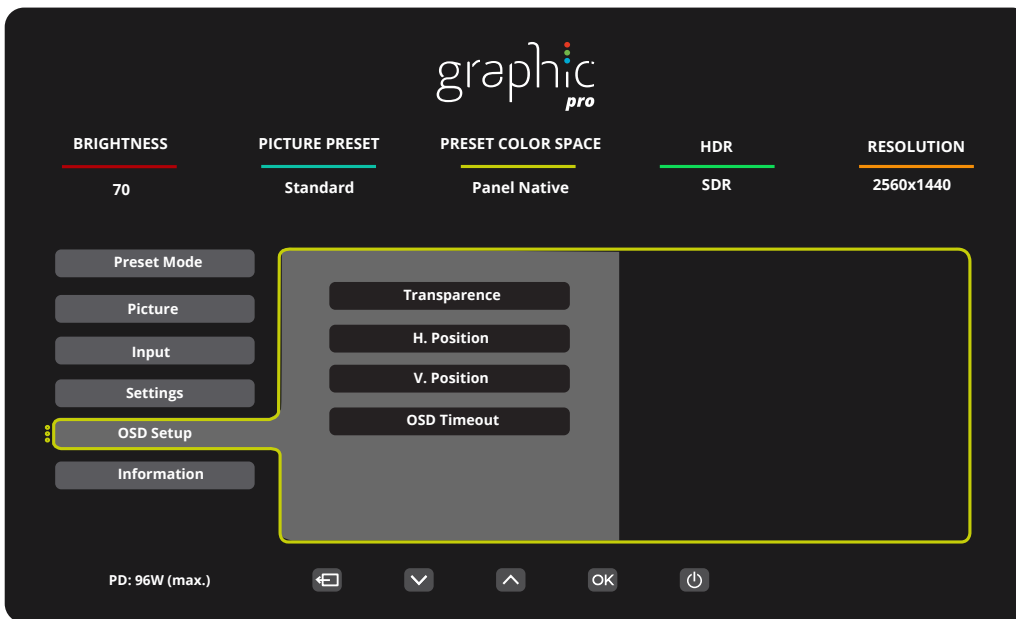 graphic
pro
BRIGHTNESS PICTURE PRESET PRESET COLOR SPACE HDR RESOLUTION
70 Standard Panel Native SDR 2560x1440
Preset Mode
Picture
Input
Settings
OSD Setup
Information
Transparence
H. Position
V. Position
OSD Timeout
PD: 96W (max.) OK